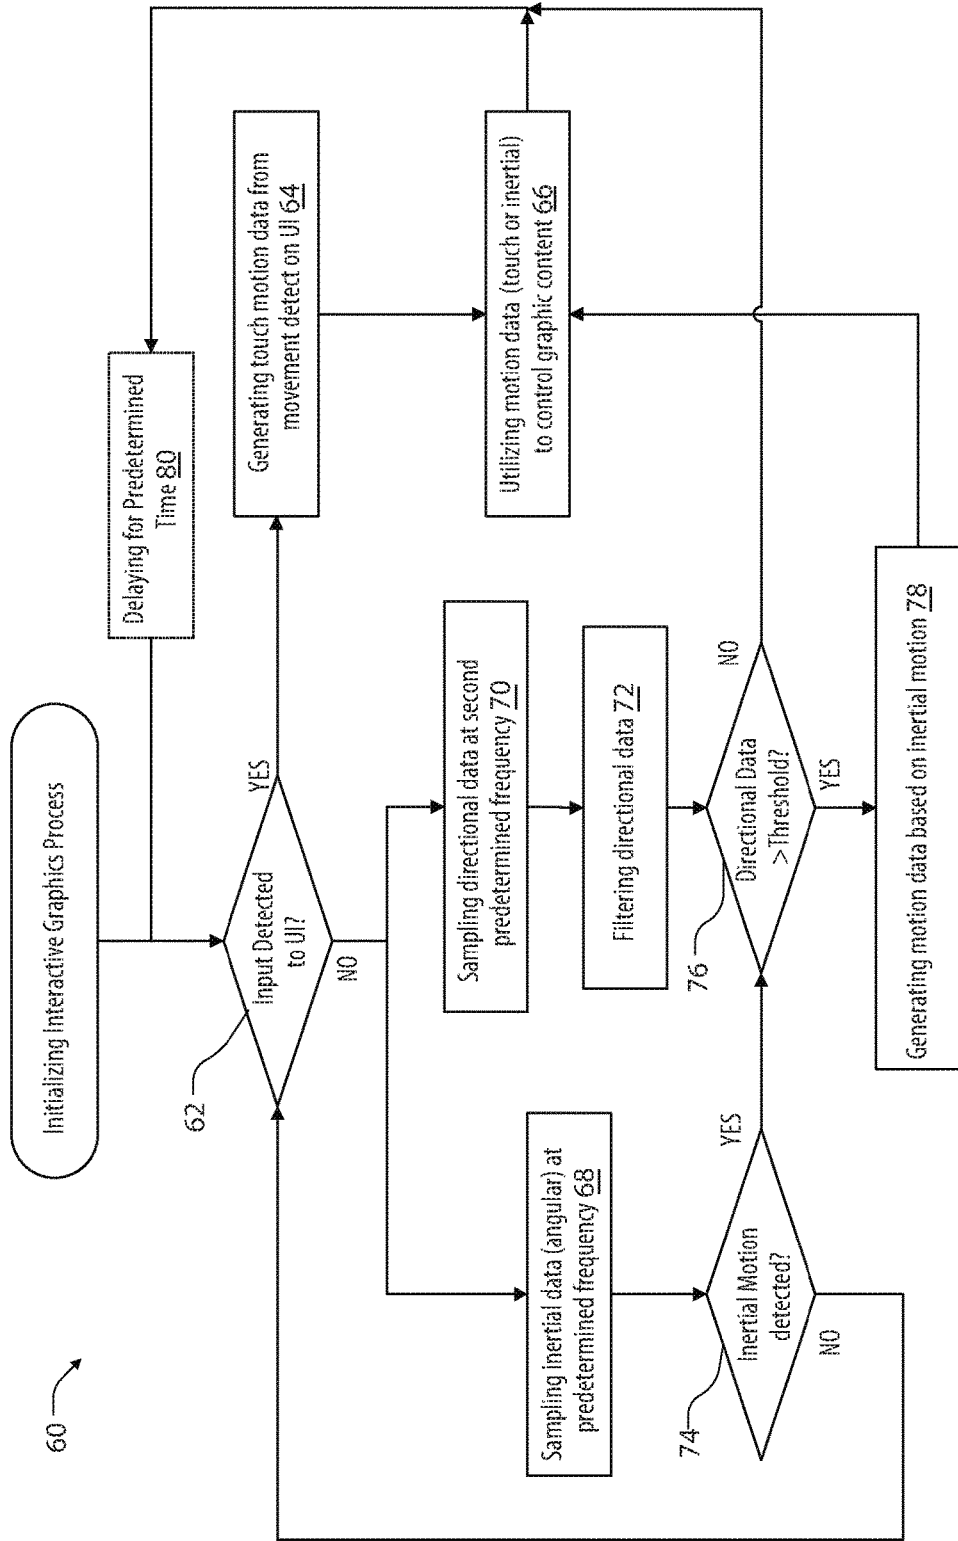 60
Initializing Interactive Graphics Process
Delaying for Predetermined
Time 80
62
Input Detected
to UI?
YES
NO
Generating touch motion data from
movement detect on UI 64
Sampling inertial data (angular) at
predetermined frequency 68
Sampling directional data at second
predetermined frequency 70
Utilizing motion data (touch or inertial)
to control graphic content 66
Filtering directional data 72
74
Inertial Motion
detected?
YES
NO
76
Directional Data
>Threshold?
NO
YES
Generating motion data based on inertial motion 78